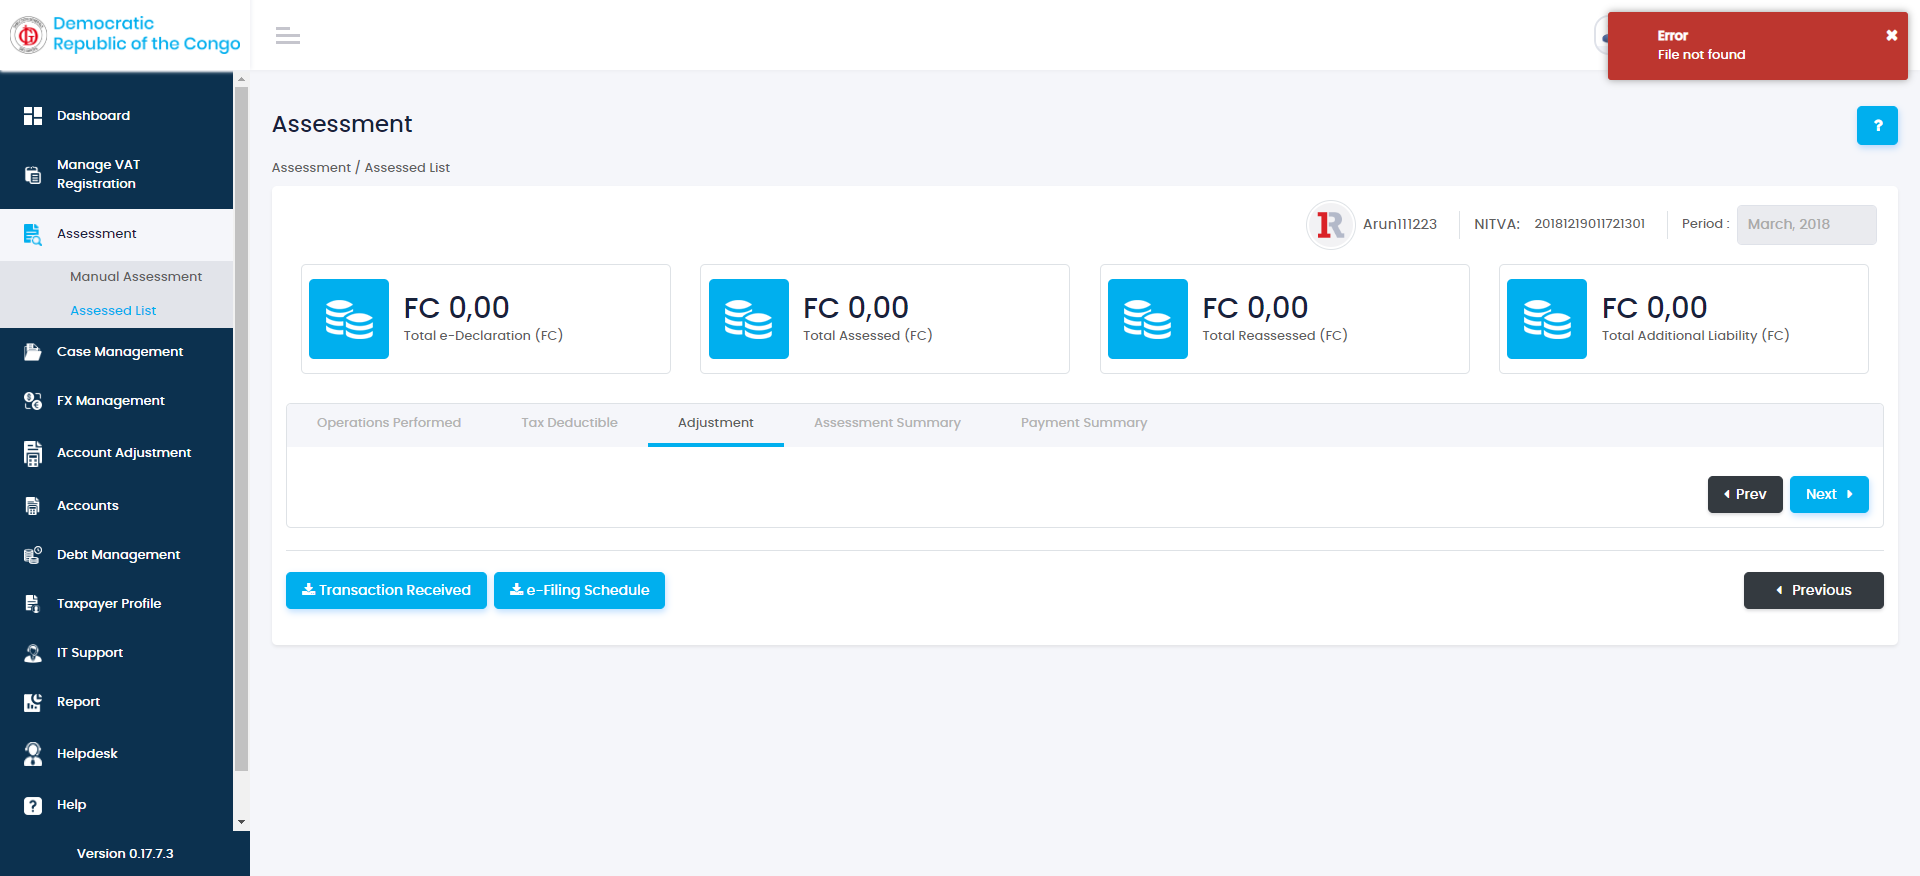 Democratic
Republic of the Congo
Error
File not found
Dashboard
Manage VAT
Registration
Assessment
Manual Assessment
Assessed List
Case Management
FX Management
Account Adjustment
Accounts
Debt Management
Taxpayer Profile
IT Support
Report
Helpdesk
Help
Version 0.17.7.3
Assessment
?
Assessment / Assessed List
Arun111223
NITVA: 20181219011721301
Period : March, 2018
FC 0,00
Total e-Declaration (FC)
FC 0,00
Total Assessed (FC)
FC 0,00
Total Reassessed (FC)
FC 0,00
Total Additional Liability (FC)
Operations Performed
Tax Deductible
Adjustment
Assessment Summary
Payment Summary
Prev
Next
Transaction Received
e-Filing Schedule
Previous